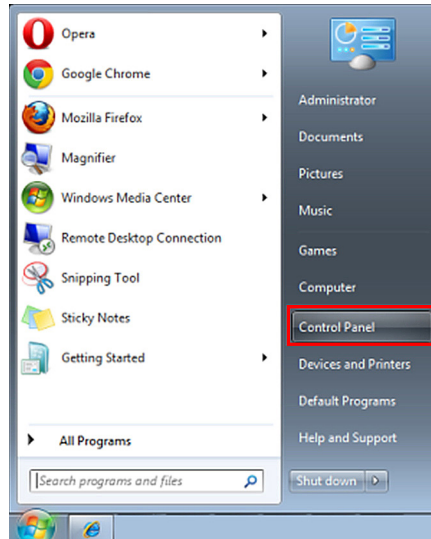 Opera
Google Chrome
Mozilla Firefox
Magnifier
Windows Media Center
Remote Desktop Connection
Snipping Tool
Sticky Notes
Getting Started
All Programs
Search programs and files
Administrator
Documents
Pictures
Music
Games
Computer
Control Panel
Devices and Printers
Default Programs
Help and Support
Shut down